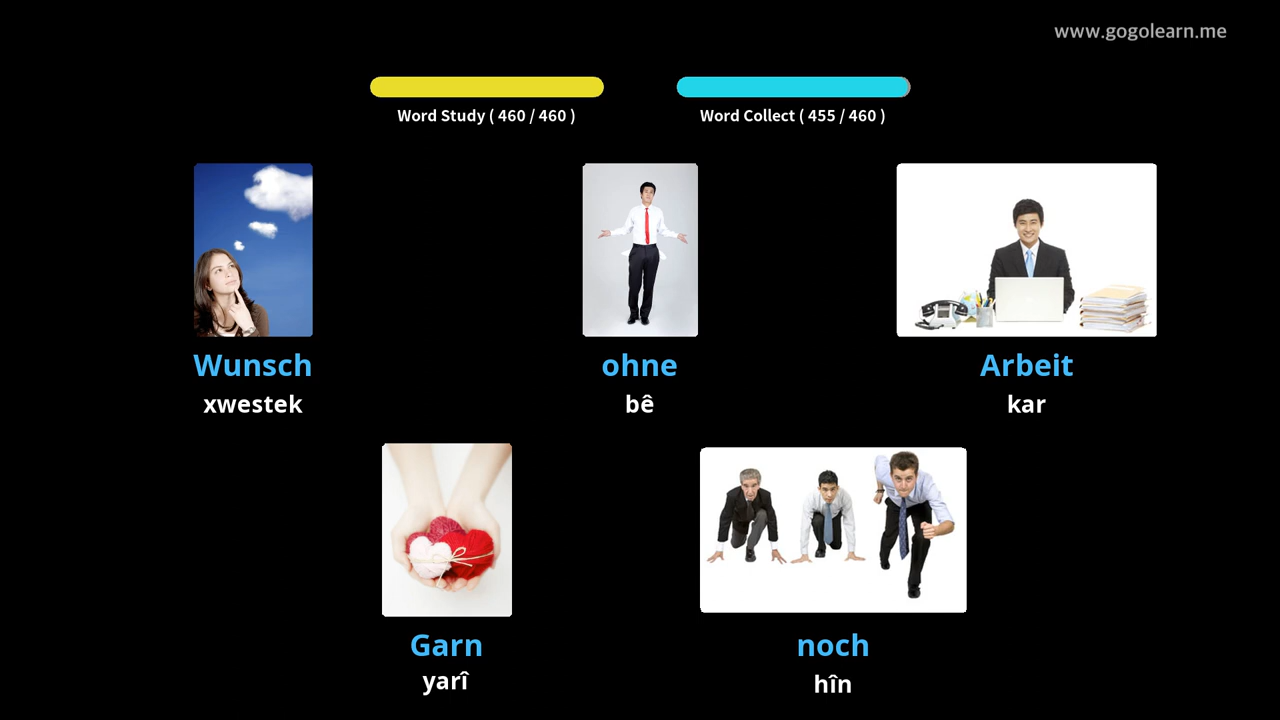 www.gogolearn.me
Word Study ( 460 / 460 )
Word Collect ( 455 / 460 )
Wunsch
xwestek
ohne
bê
Arbeit
kar
Garn
yarî
noch
hîn